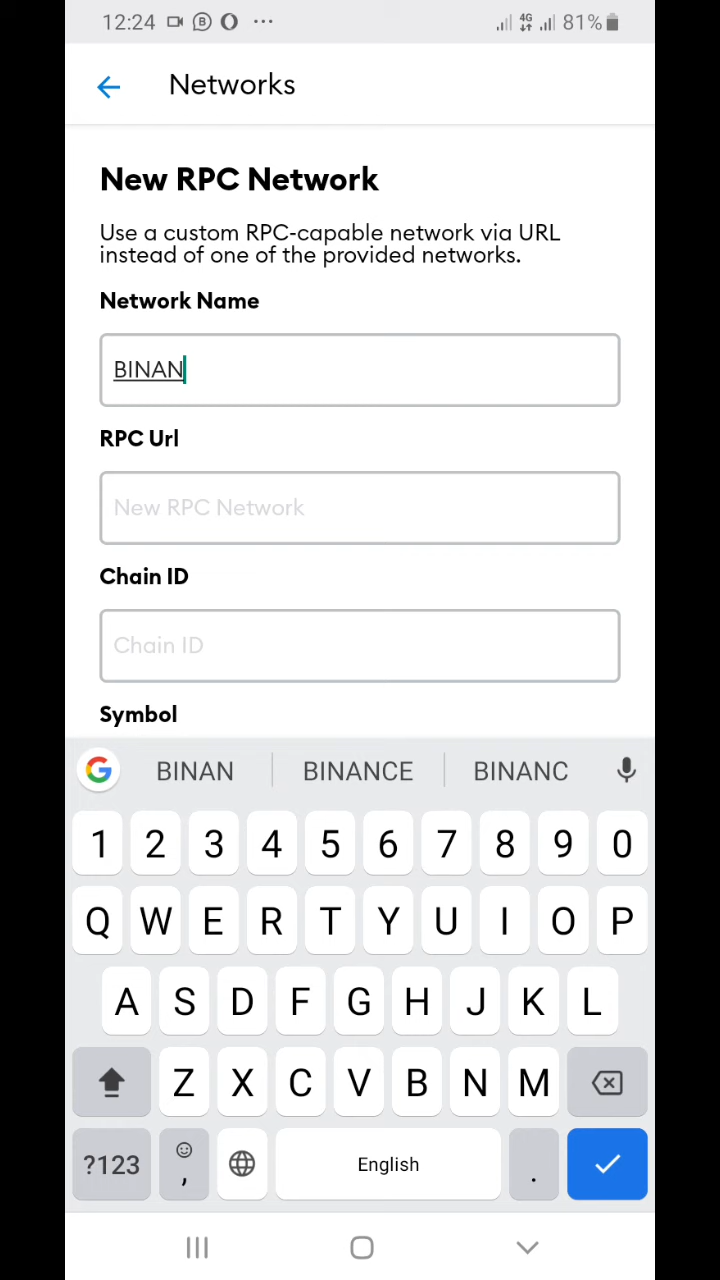 12:24 B ··· 4G 81%
Networks
New RPC Network
Use a custom RPC-capable network via URL
instead of one of the provided networks.
Network Name
BINAN
RPC Url
New RPC Network
Chain ID
Chain ID
Symbol
G BINAN BINANCE BINANC
1 2 3 4 5 6 7 8 9 0
Q W E R T Y U I O P
A S D F G H J K L
Z X C V B N M
?123 , English .